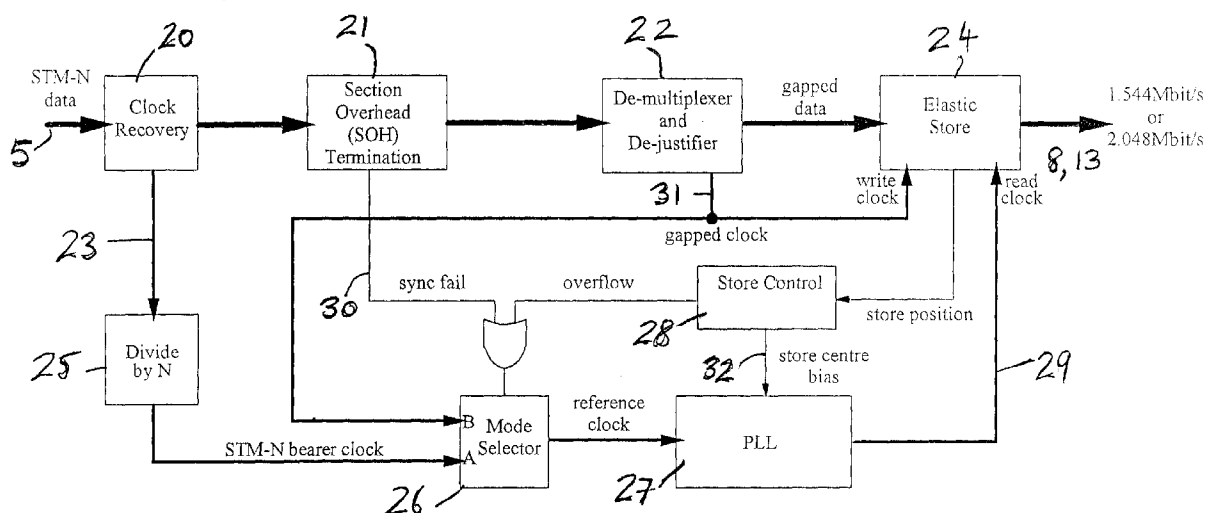 20
21
22
24
STM-N
data
5
Clock
Recovery
Section
Overhead
(SOH)
Termination
De-multiplexer
and
De-justifier
gapped
data
Elastic
Store
1.544Mbit/s
or
2.048Mbit/s
8, 13
31
write
clock
read
clock
gapped clock
23
30
sync fail
overflow
Store Control
28
store position
25
Divide
by N
32
store centre
bias
29
B
A
Mode
Selector
reference
clock
PLL
STM-N bearer clock
26
27